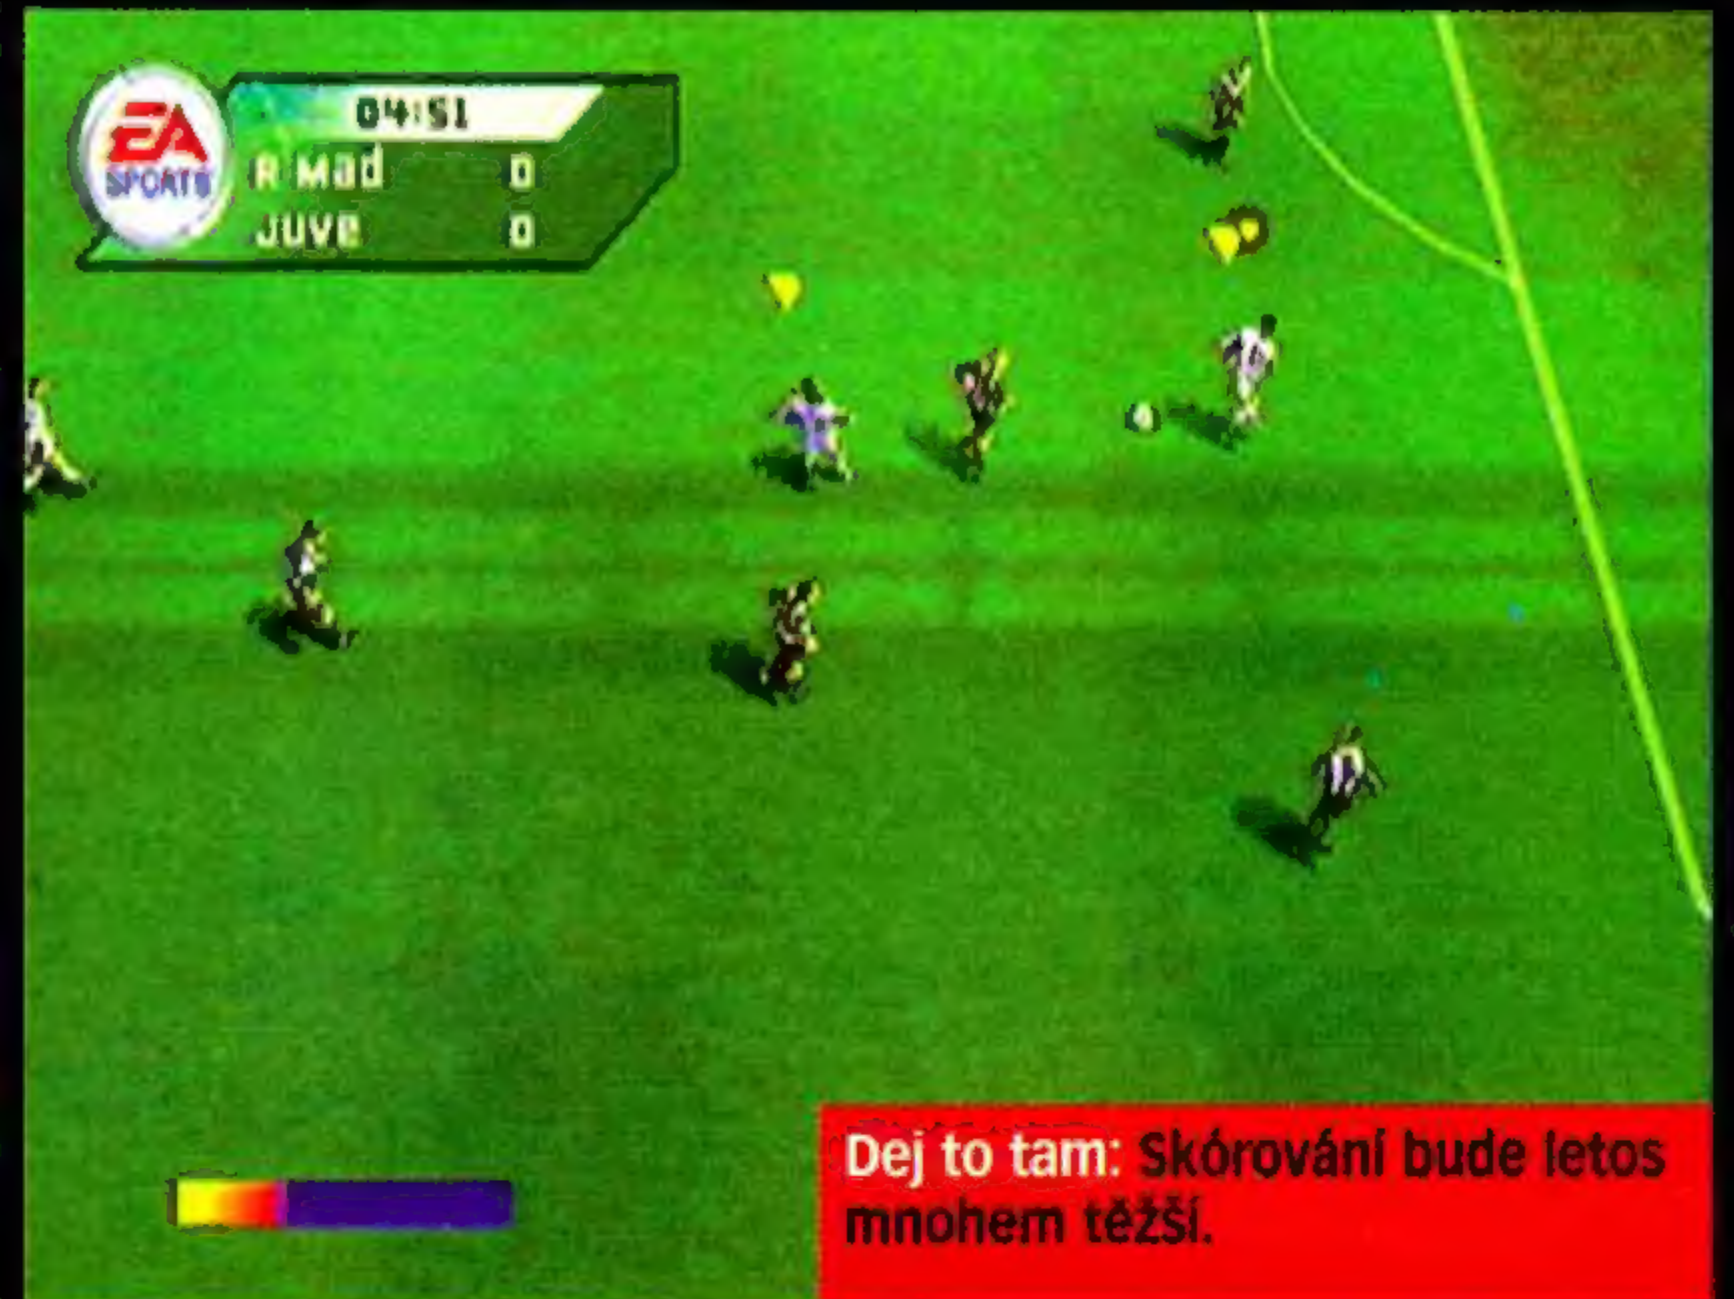 EA
SPORTS
04:51
R Mad 0
Juve 0
Dej to tam: Skórování bude letos
mnohem těžší.